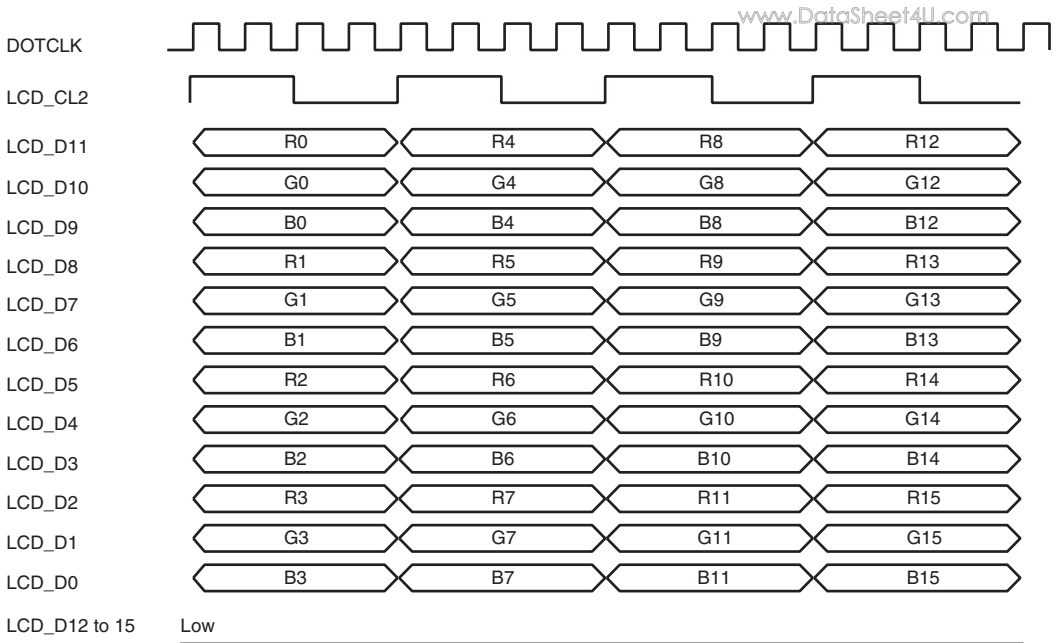 www.DataSheet4U.com
DOTCLK
LCD_CL2
LCD_D11 R0 R4 R8 R12
LCD_D10 G0 G4 G8 G12
LCD_D9 B0 B4 B8 B12
LCD_D8 R1 R5 R9 R13
LCD_D7 G1 G5 G9 G13
LCD_D6 B1 B5 B9 B13
LCD_D5 R2 R6 R10 R14
LCD_D4 G2 G6 G10 G14
LCD_D3 B2 B6 B10 B14
LCD_D2 R3 R7 R11 R15
LCD_D1 G3 G7 G11 G15
LCD_D0 B3 B7 B11 B15
LCD_D12 to 15 Low